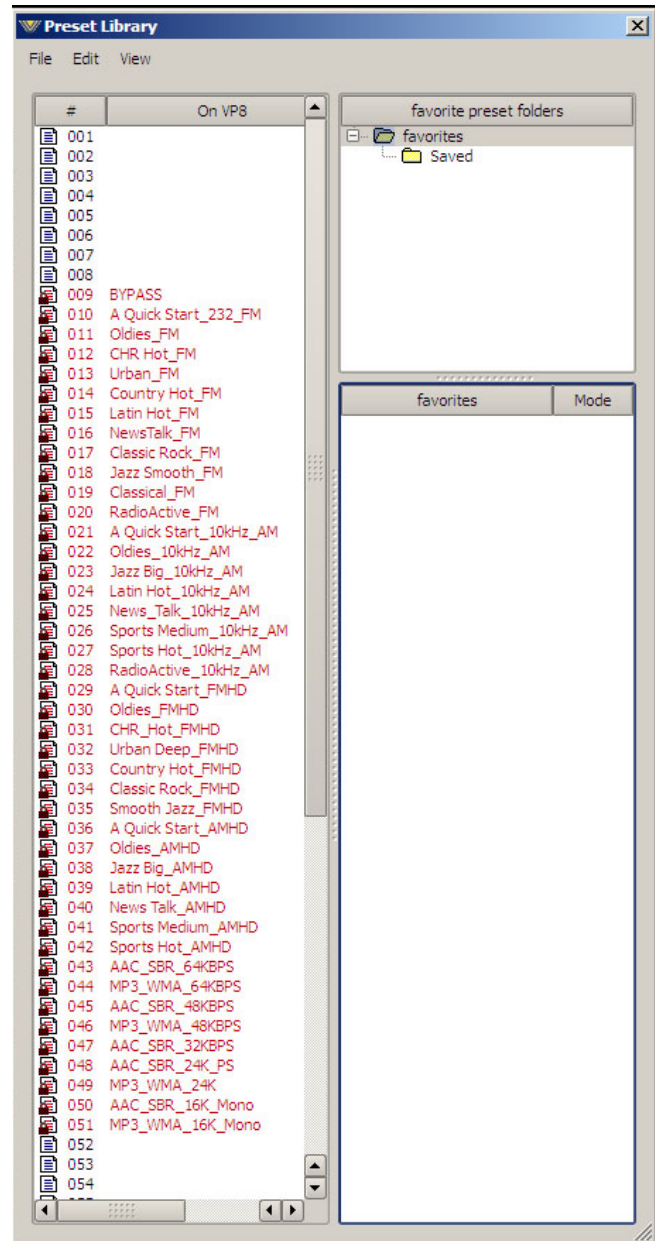 Preset Library
File Edit View
# On VP8
001
002
003
004
005
006
007
008
009 BYPASS
010 A Quick Start_232_FM
011 Oldies_FM
012 CHR Hot_FM
013 Urban_FM
014 Country Hot_FM
015 Latin Hot_FM
016 NewsTalk_FM
017 Classic Rock_FM
018 Jazz Smooth_FM
019 Classical_FM
020 RadioActive_FM
021 A Quick Start_10kHz_AM
022 Oldies_10kHz_AM
023 Jazz Big_10kHz_AM
024 Latin Hot_10kHz_AM
025 News_Talk_10kHz_AM
026 Sports Medium_10kHz_AM
027 Sports Hot_10kHz_AM
028 RadioActive_10kHz_AM
029 A Quick Start_FMHD
030 Oldies_FMHD
031 CHR_Hot_FMHD
032 Urban Deep_FMHD
033 Country Hot_FMHD
034 Classic Rock_FMHD
035 Smooth Jazz_FMHD
036 A Quick Start_AMHD
037 Oldies_AMHD
038 Jazz Big_AMHD
039 Latin Hot_AMHD
040 News Talk_AMHD
041 Sports Medium_AMHD
042 Sports Hot_AMHD
043 AAC_SBR_64KBPS
044 MP3_WMA_64KBPS
045 AAC_SBR_48KBPS
046 MP3_WMA_48KBPS
047 AAC_SBR_32KBPS
048 AAC_SBR_24K_PS
049 MP3_WMA_24K
050 AAC_SBR_16K_Mono
051 MP3_WMA_16K_Mono
052
053
054
favorite preset folders
favorites
Saved
favorites Mode